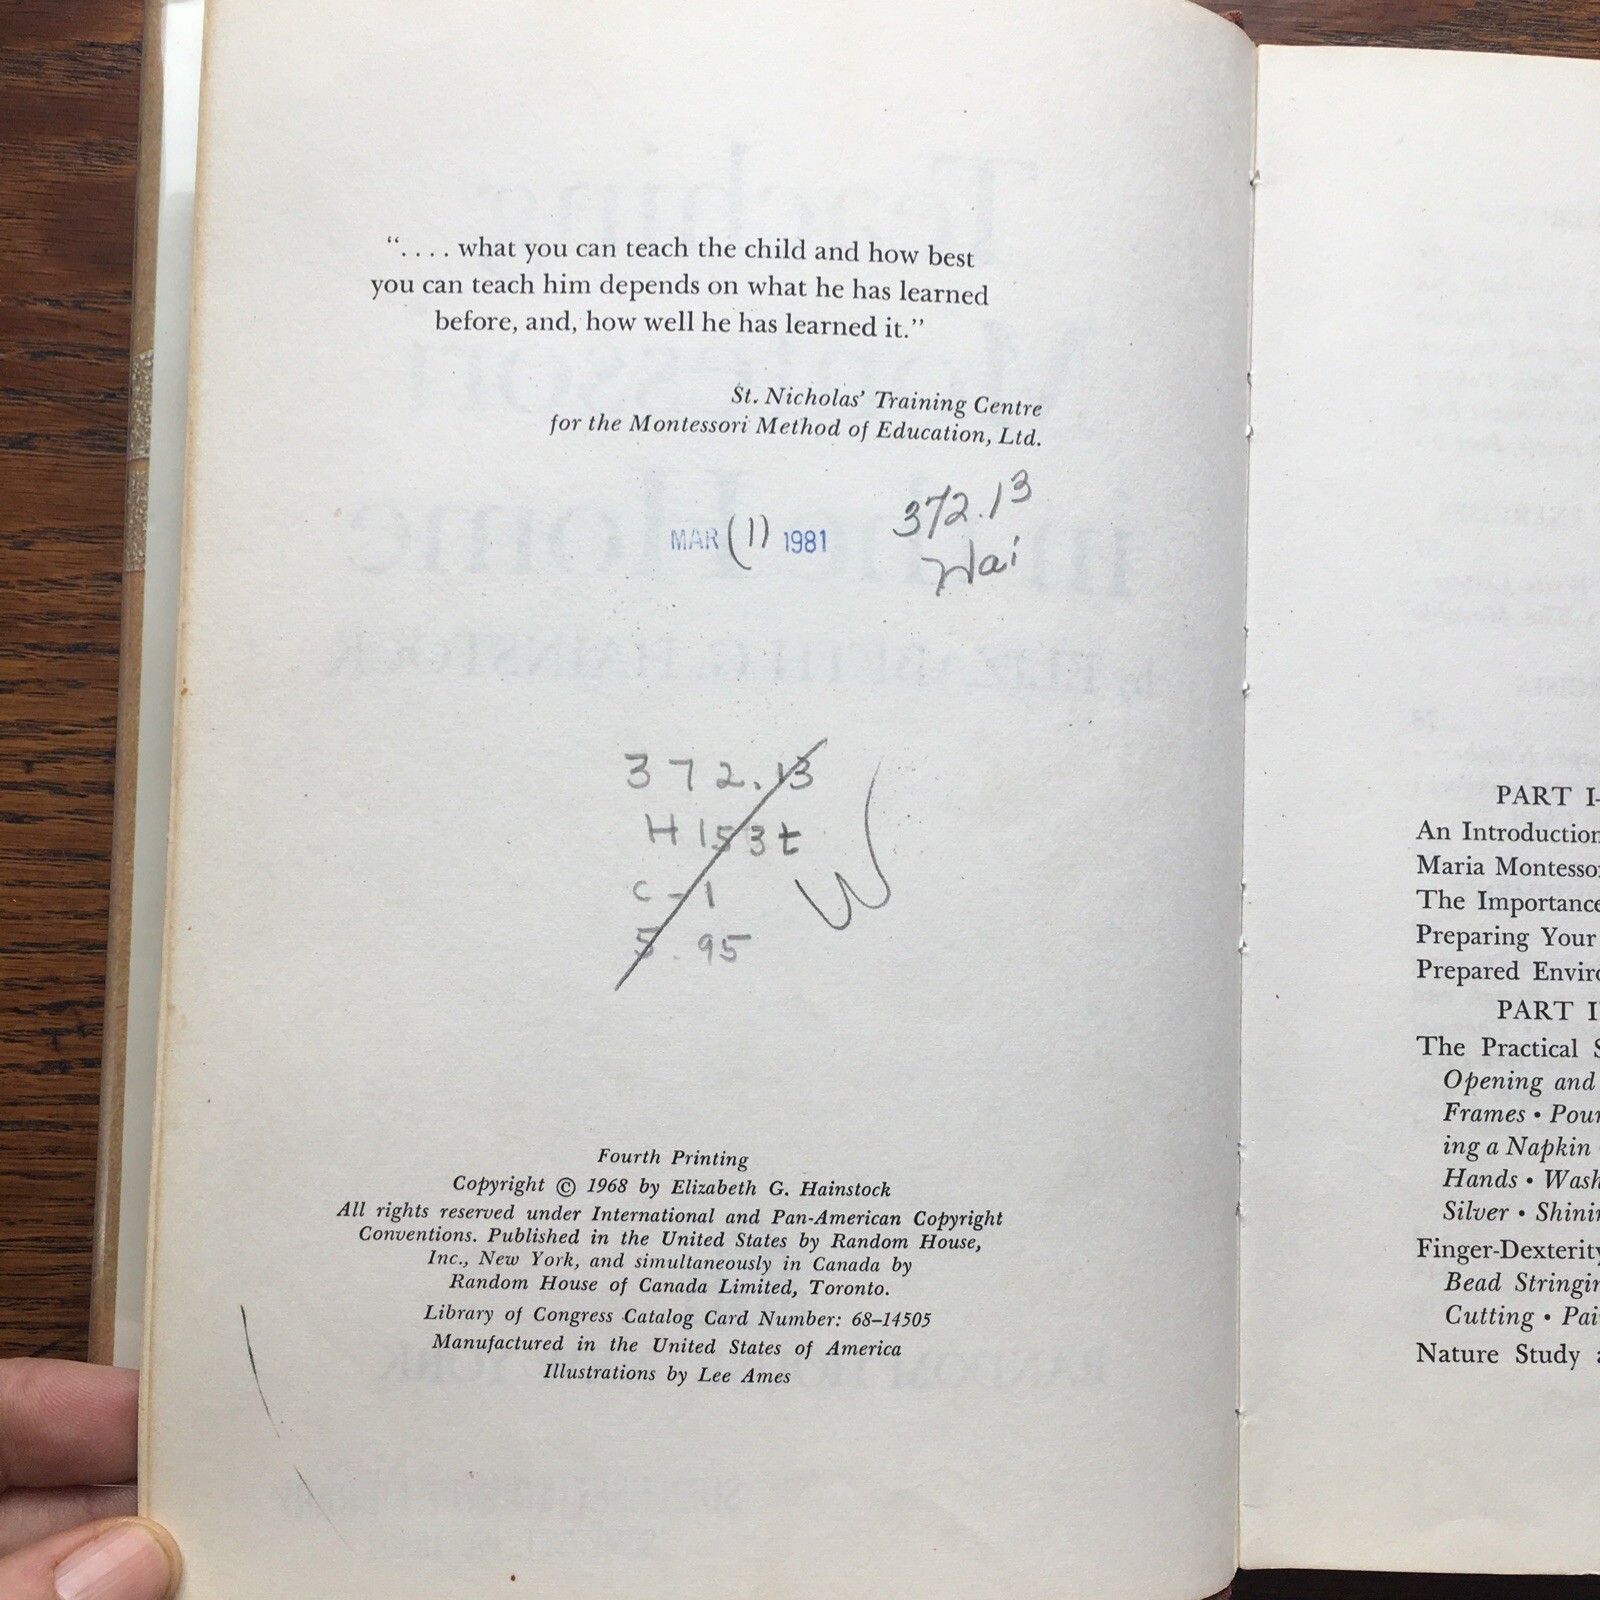 “. . . . what you can teach the child and how best
you can teach him depends on what he has learned
before, and, how well he has learned it.”
St. Nicholas’ Training Centre
for the Montessori Method of Education, Ltd.
MAR (1) 1981
372.13
Hai
372.13
H153t
c-1
5.95
W
Fourth Printing
Copyright © 1968 by Elizabeth G. Hainstock
All rights reserved under International and Pan-American Copyright
Conventions. Published in the United States by Random House,
Inc., New York, and simultaneously in Canada by
Random House of Canada Limited, Toronto.
Library of Congress Catalog Card Number: 68–14505
Manufactured in the United States of America
Illustrations by Lee Ames
PART I–
An Introduction
Maria Montesso
The Importance
Preparing Your
Prepared Enviro
PART I
The Practical S
Opening and
Frames • Pour
ing a Napkin
Hands • Wash
Silver • Shinin
Finger-Dexterity
Bead Stringin
Cutting • Pai
Nature Study a